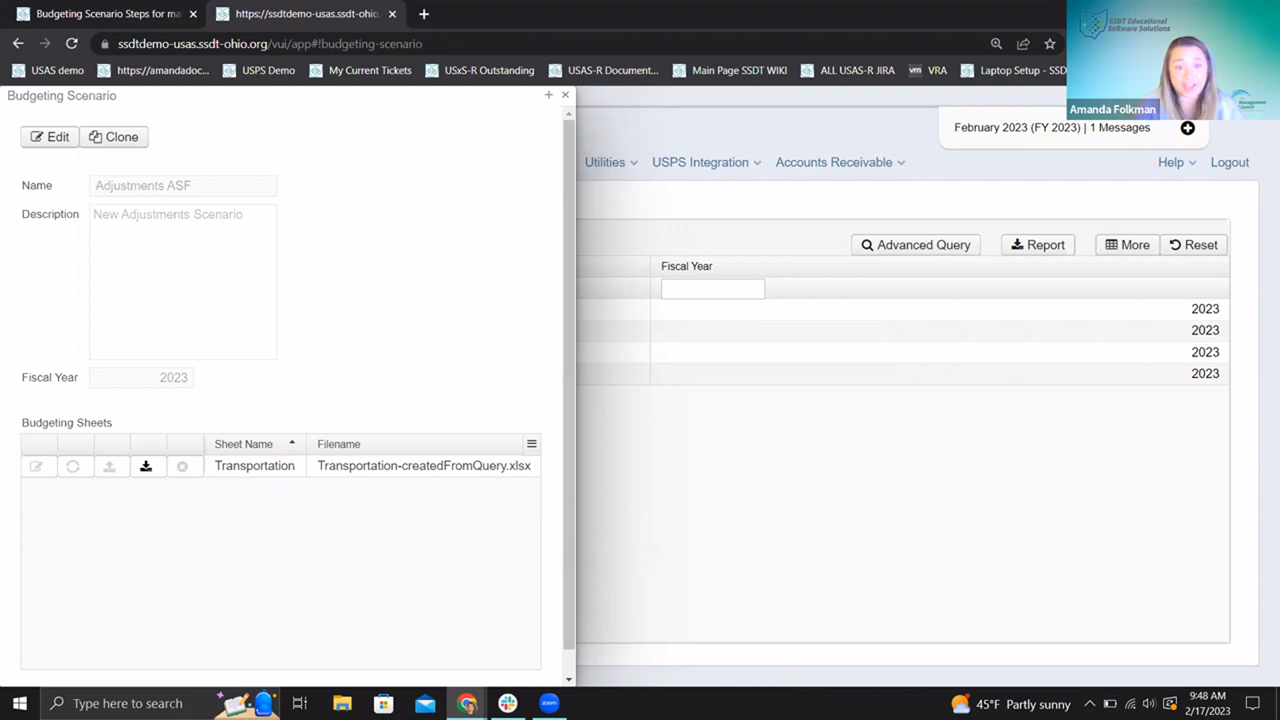 Budgeting Scenario Steps for ma
https://ssdtdemo-usas.ssdt-ohio.
ssdtdemo-usas.ssdt-ohio.org/vui/app#!budgeting-scenario
USAS demo
https://amandadoc...
USPS Demo
My Current Tickets
USxS-R Outstanding
USAS-R Document...
Main Page SSDT WIKI
ALL USAS-R JIRA
vm VRA
Laptop Setup - SSD
SSDT Educational
Software Solutions
Management
Amanda Folkman
Budgeting Scenario
Edit
Clone
February 2023 (FY 2023) | 1 Messages
Utilities
USPS Integration
Accounts Receivable
Help
Logout
Name
Adjustments ASF
Description
New Adjustments Scenario
Advanced Query
Report
More
Reset
Fiscal Year
2023
2023
2023
2023
Fiscal Year
2023
Budgeting Sheets
Sheet Name
Filename
Transportation
Transportation-createdFromQuery.xlsx
Type here to search
zoom
45°F Partly sunny
9:48 AM
2/17/2023